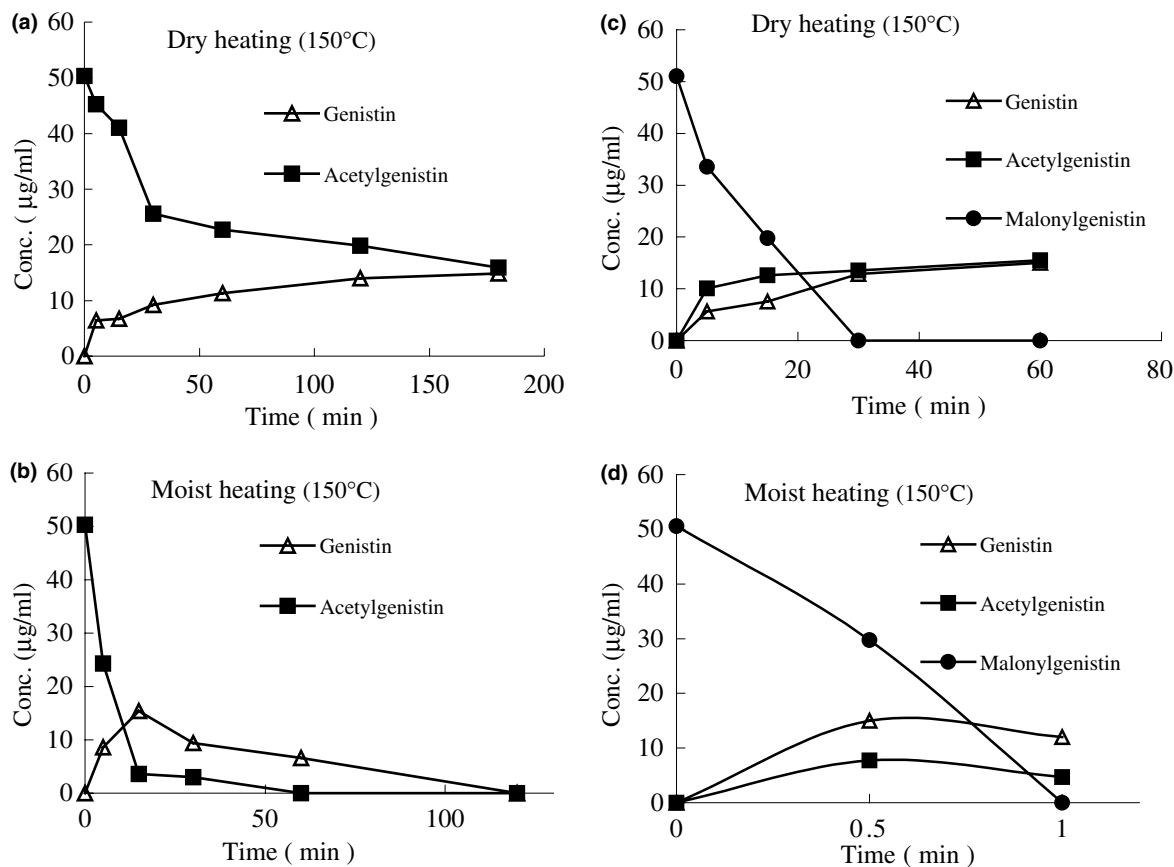 (a)
Dry heating (150°C)
60
50
40
30
20
10
0
Conc. ( µg/ml)
Genistin
Acetylgenistin
0 50 100 150 200
Time ( min )
(c)
Dry heating (150°C)
60
50
40
30
20
10
0
Conc. (µg/ml)
Genistin
Acetylgenistin
Malonylgenistin
0 20 40 60 80
Time ( min )
(b)
Moist heating (150°C)
60
50
40
30
20
10
0
Conc. (µg/ml)
Genistin
Acetylgenistin
0 50 100
Time ( min )
(d)
Moist heating (150°C)
60
50
40
30
20
10
0
Conc. (µg/ml)
Genistin
Acetylgenistin
Malonylgenistin
0 0.5 1
Time ( min )